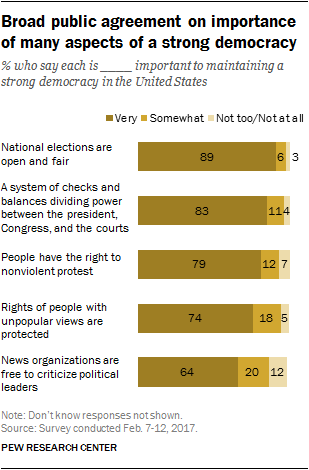 Broad public agreement on importance
of many aspects of a strong democracy
% who say each is _____ important to maintaining a
strong democracy in the United States
Very Somewhat Not too/Not at all
National elections are
open and fair
89 6 3
A system of checks and
balances dividing power
between the president,
Congress, and the courts
83 11 4
People have the right to
nonviolent protest
79 12 7
Rights of people with
unpopular views are
protected
74 18 5
News organizations are
free to criticize political
leaders
64 20 12
Note: Don't know responses not shown.
Source: Survey conducted Feb. 7-12, 2017.
PEW RESEARCH CENTER